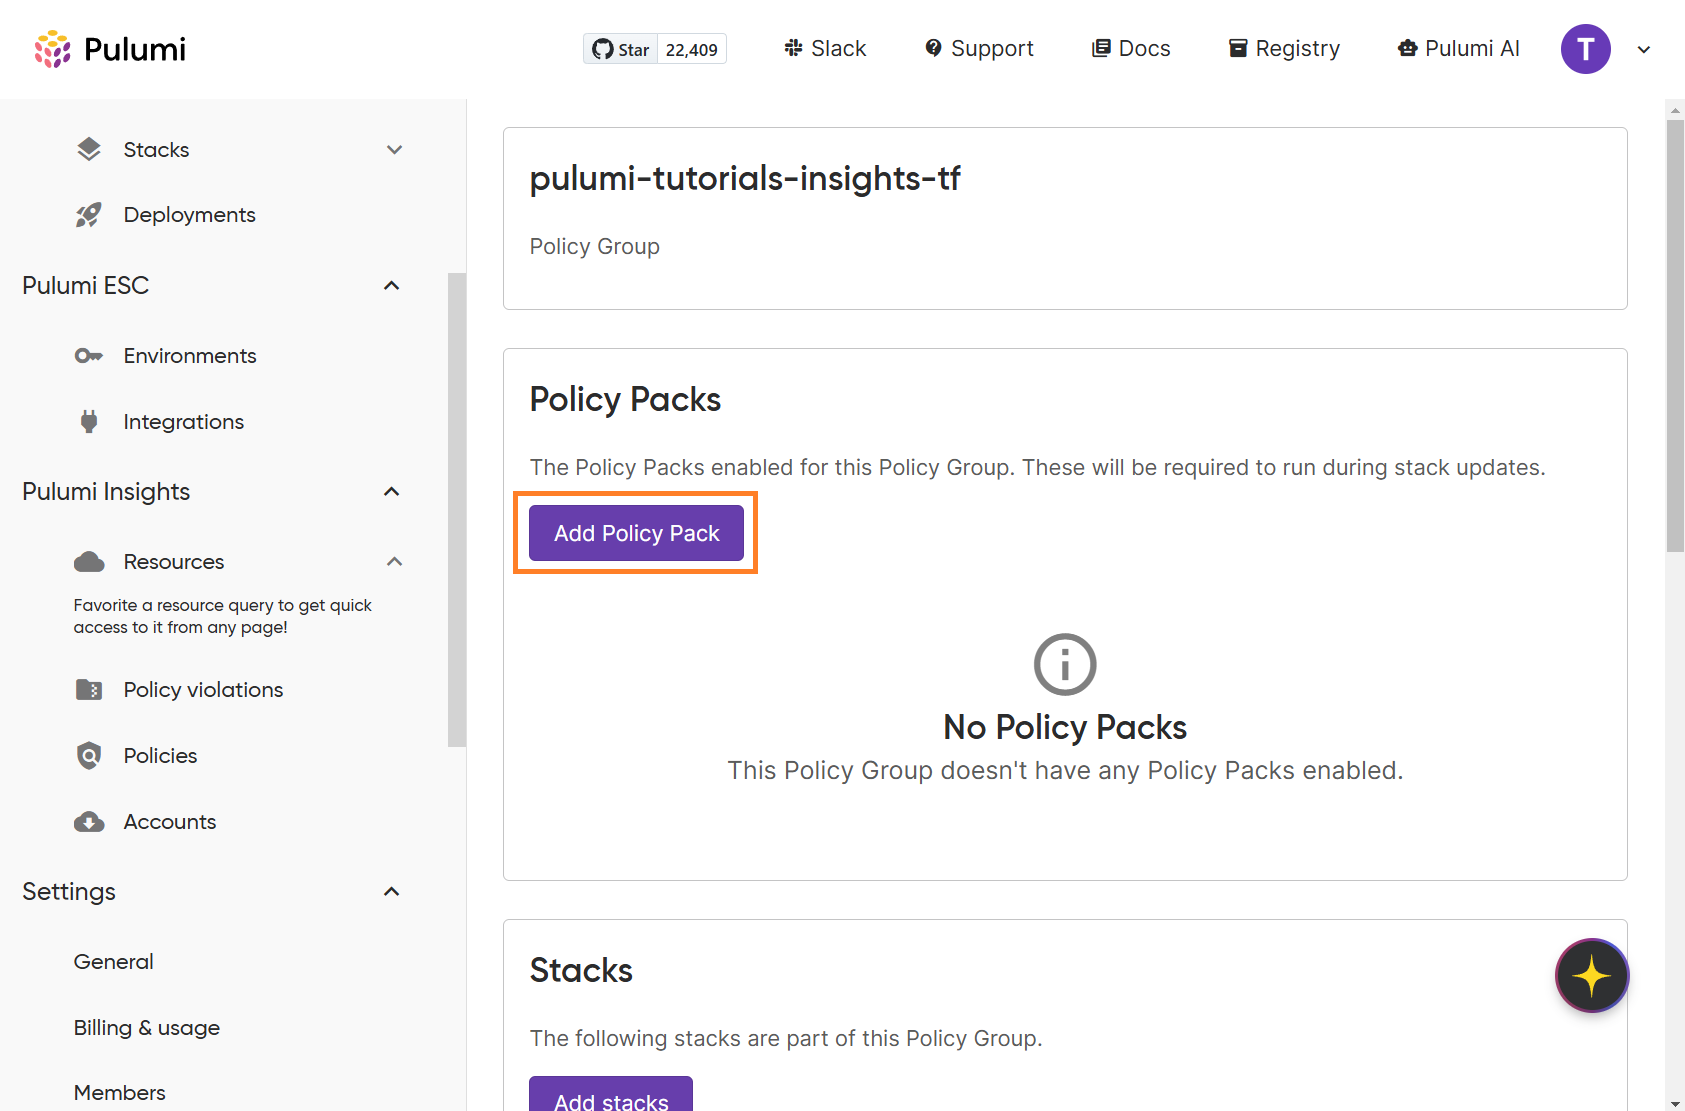 Pulumi
Star 22,409
Slack
Support
Docs
Registry
Pulumi AI
T
Stacks
Deployments
Pulumi ESC
Environments
Integrations
Pulumi Insights
Resources
Favorite a resource query to get quick
access to it from any page!
Policy violations
Policies
Accounts
Settings
General
Billing & usage
Members
pulumi-tutorials-insights-tf
Policy Group
Policy Packs
The Policy Packs enabled for this Policy Group. These will be required to run during stack updates.
Add Policy Pack
No Policy Packs
This Policy Group doesn't have any Policy Packs enabled.
Stacks
The following stacks are part of this Policy Group.
Add stacks